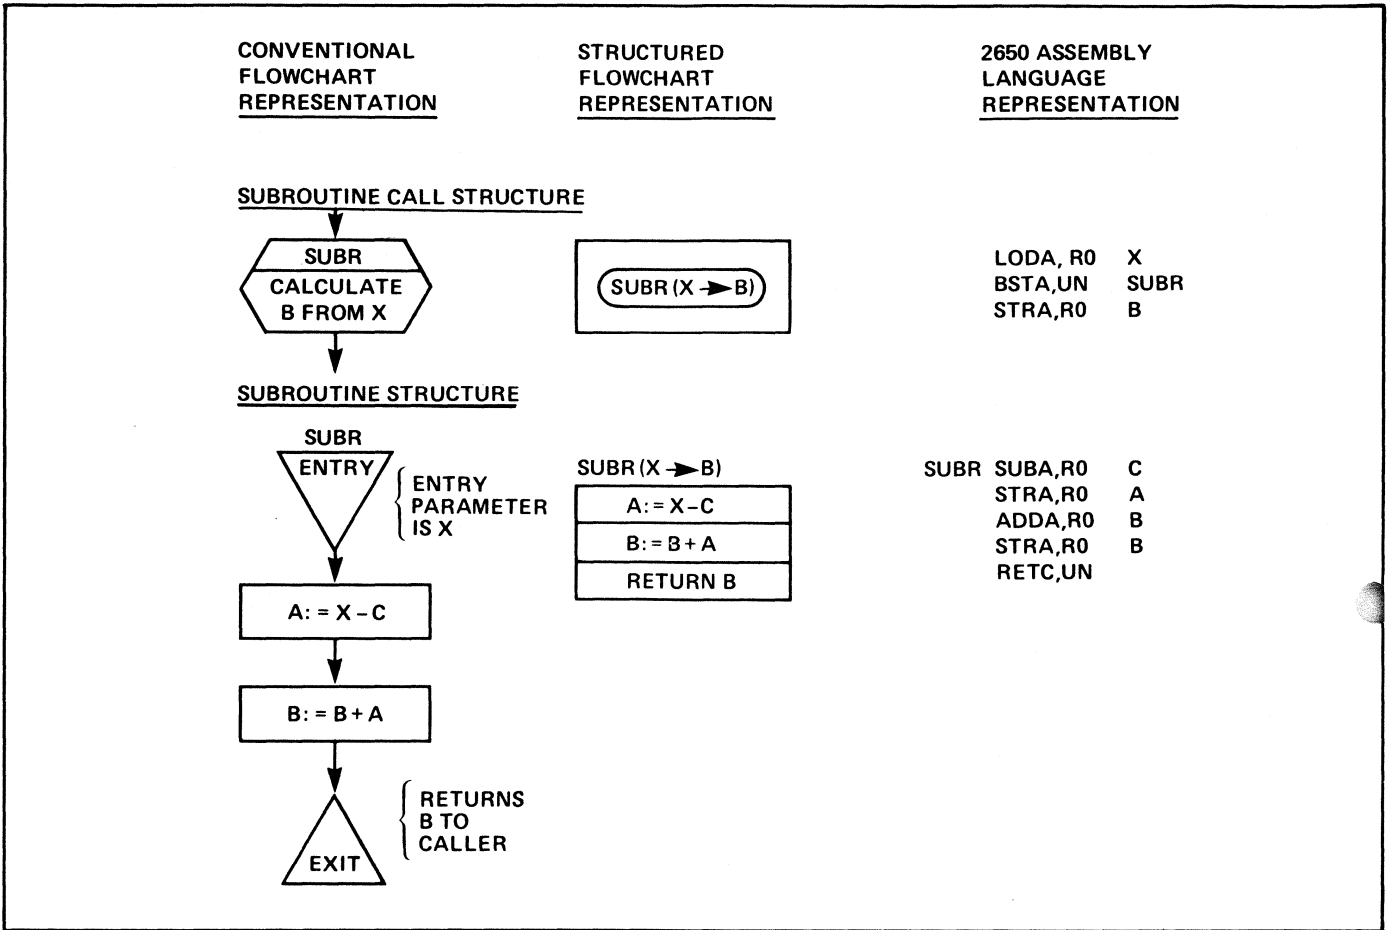 CONVENTIONAL
FLOWCHART
REPRESENTATION
STRUCTURED
FLOWCHART
REPRESENTATION
2650 ASSEMBLY
LANGUAGE
REPRESENTATION
SUBROUTINE CALL STRUCTURE
SUBR
CALCULATE
B FROM X
SUBR (X → B)
LODA, R0 X
BSTA,UN SUBR
STRA,R0 B
SUBROUTINE STRUCTURE
SUBR
ENTRY
ENTRY
PARAMETER
IS X
A: = X – C
B: = B + A
EXIT
RETURNS
B TO
CALLER
SUBR (X → B)
A: = X – C
B: = B + A
RETURN B
SUBR SUBA,R0 C
STRA,R0 A
ADDA,R0 B
STRA,R0 B
RETC,UN